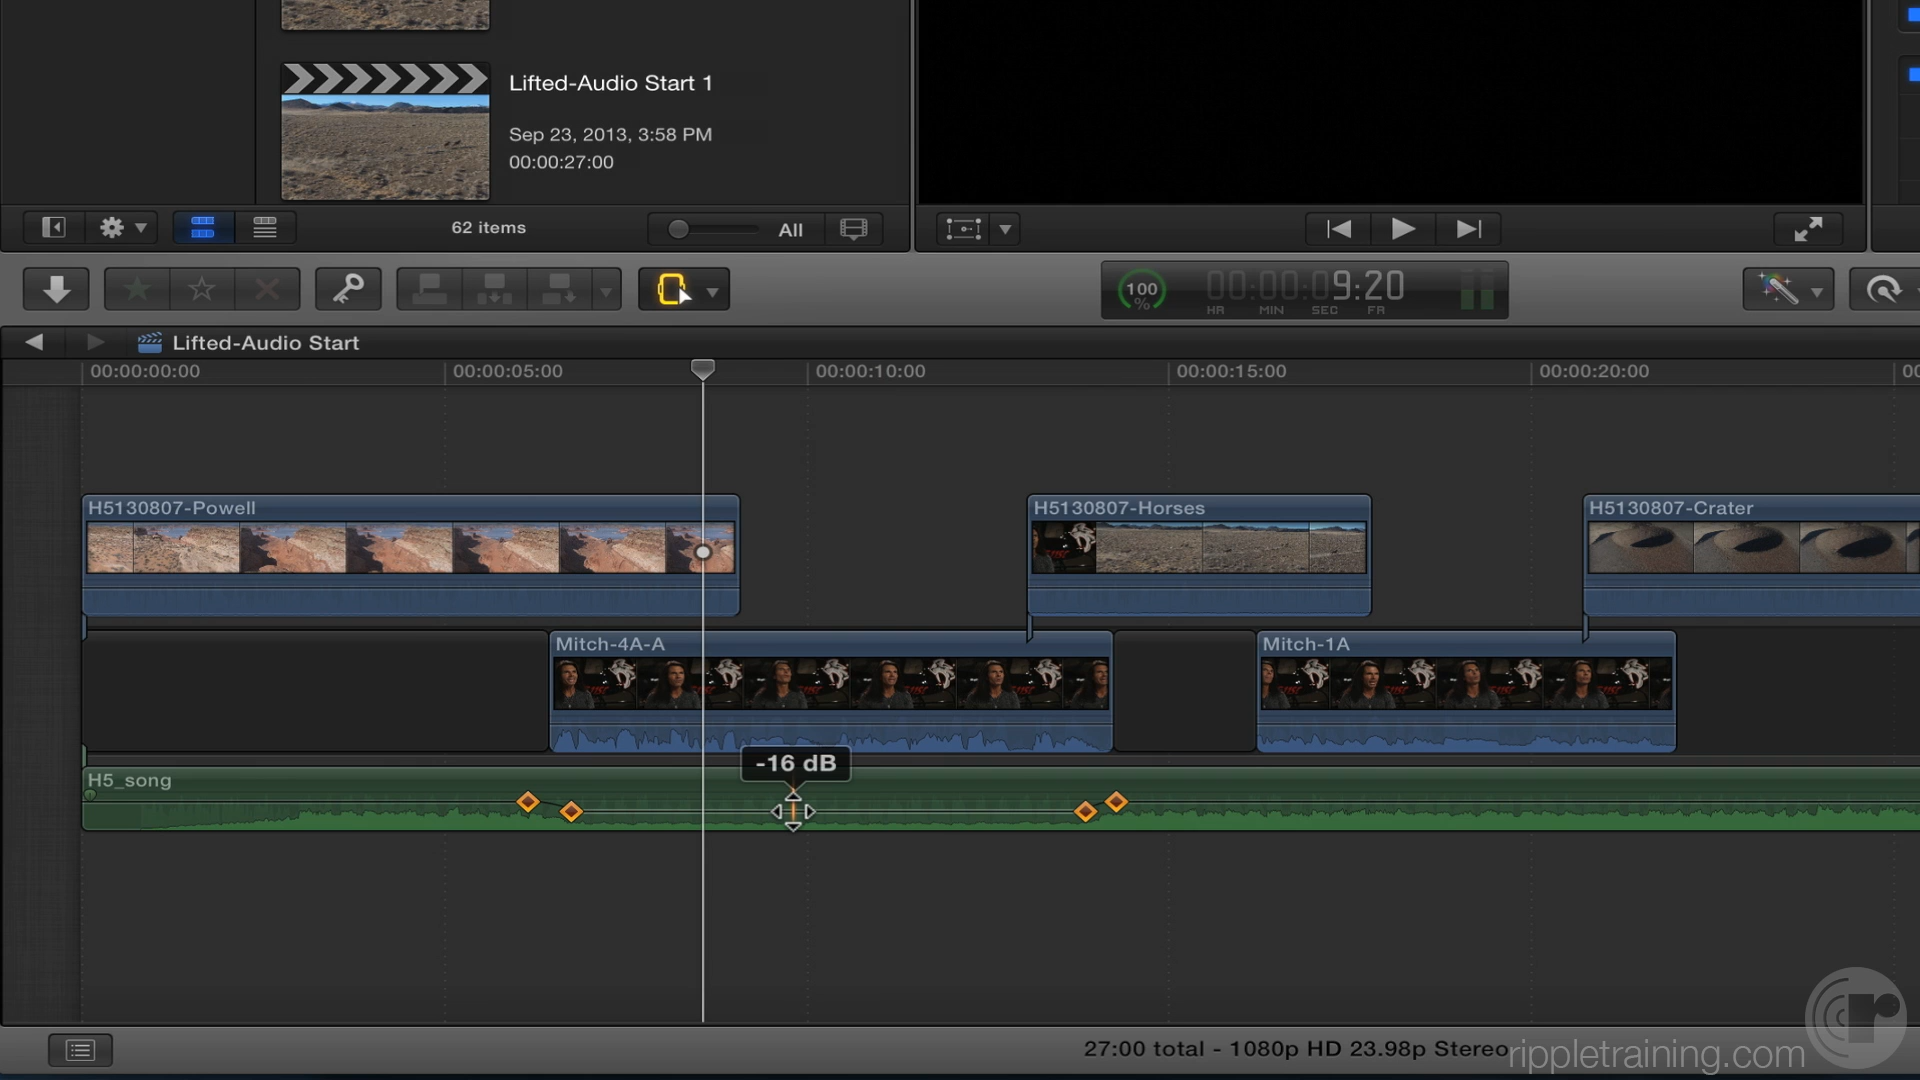 Lifted-Audio Start 1
Sep 23, 2013, 3:58 PM
00:00:27:00
62 items
All
100 %
00:00:09:20
HR MIN SEC FR
Lifted-Audio Start
00:00:00:00 00:00:05:00 00:00:10:00 00:00:15:00 00:00:20:00 00
H5130807-Powell H5130807-Horses H5130807-Crater
Mitch-4A-A Mitch-1A
-16 dB
H5_song
27:00 total - 1080p HD 23.98p Stereo
rippletraining.com